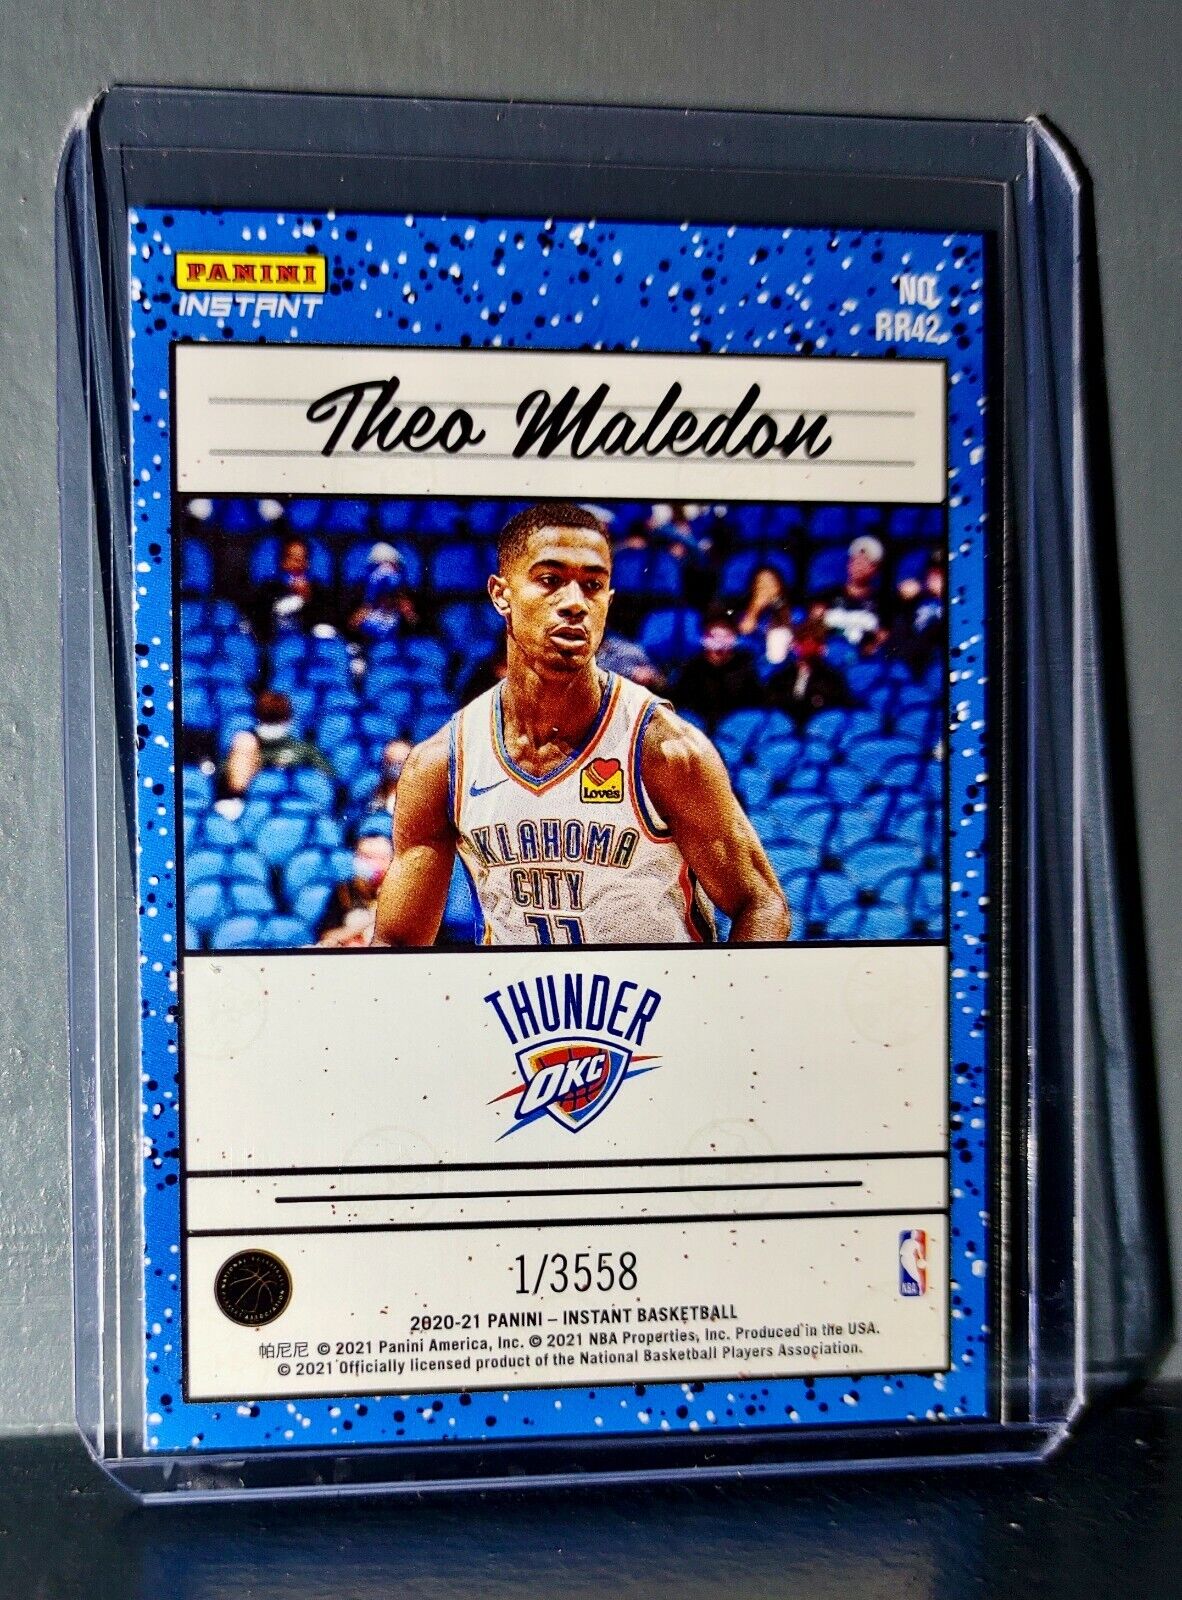 PANINI
INSTANT
NO.
RR42
Theo Maledon
Love's
OKLAHOMA
CITY
11
THUNDER
OKC
1/3558
NBA
2020-21 PANINI – INSTANT BASKETBALL
帕尼尼 © 2021 Panini America, Inc. © 2021 NBA Properties, Inc. Produced in the USA.
© 2021 Officially licensed product of the National Basketball Players Association.